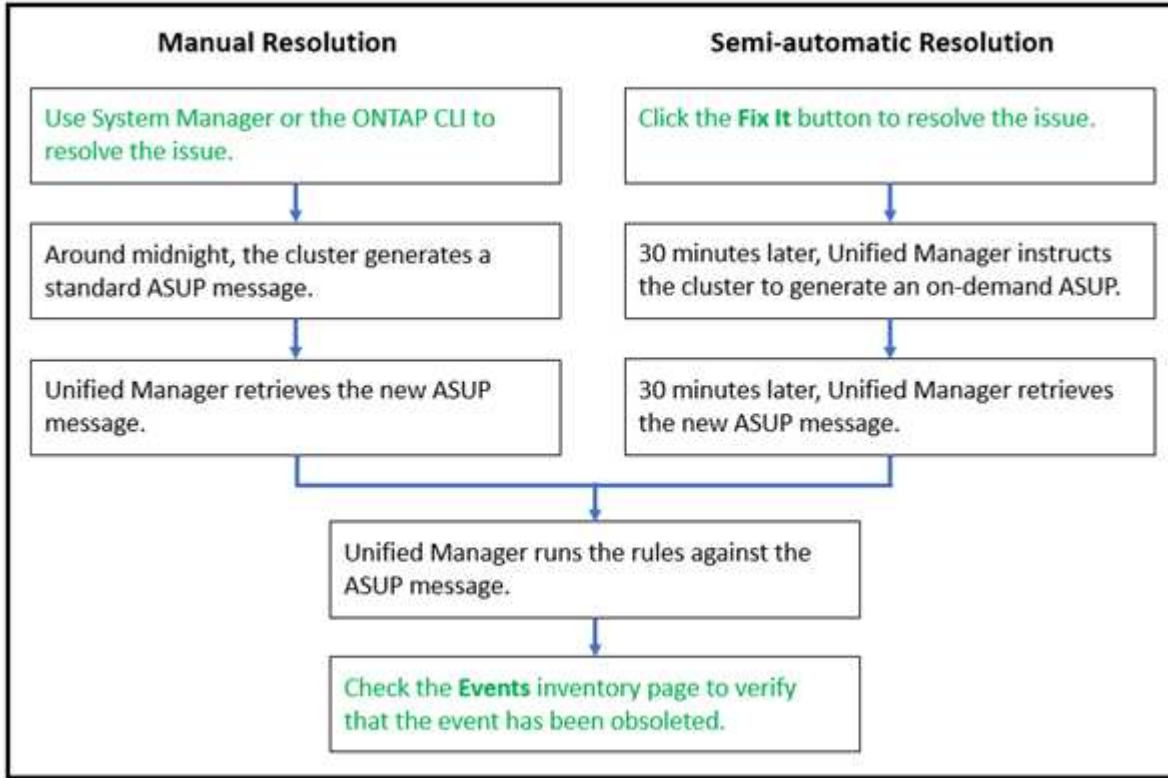 Manual Resolution
Use System Manager or the ONTAP CLI to
resolve the issue.
Around midnight, the cluster generates a
standard ASUP message.
Unified Manager retrieves the new ASUP
message.
Semi-automatic Resolution
Click the Fix It button to resolve the issue.
30 minutes later, Unified Manager instructs
the cluster to generate an on-demand ASUP.
30 minutes later, Unified Manager retrieves
the new ASUP message.
Unified Manager runs the rules against the
ASUP message.
Check the Events inventory page to verify
that the event has been obsoleted.